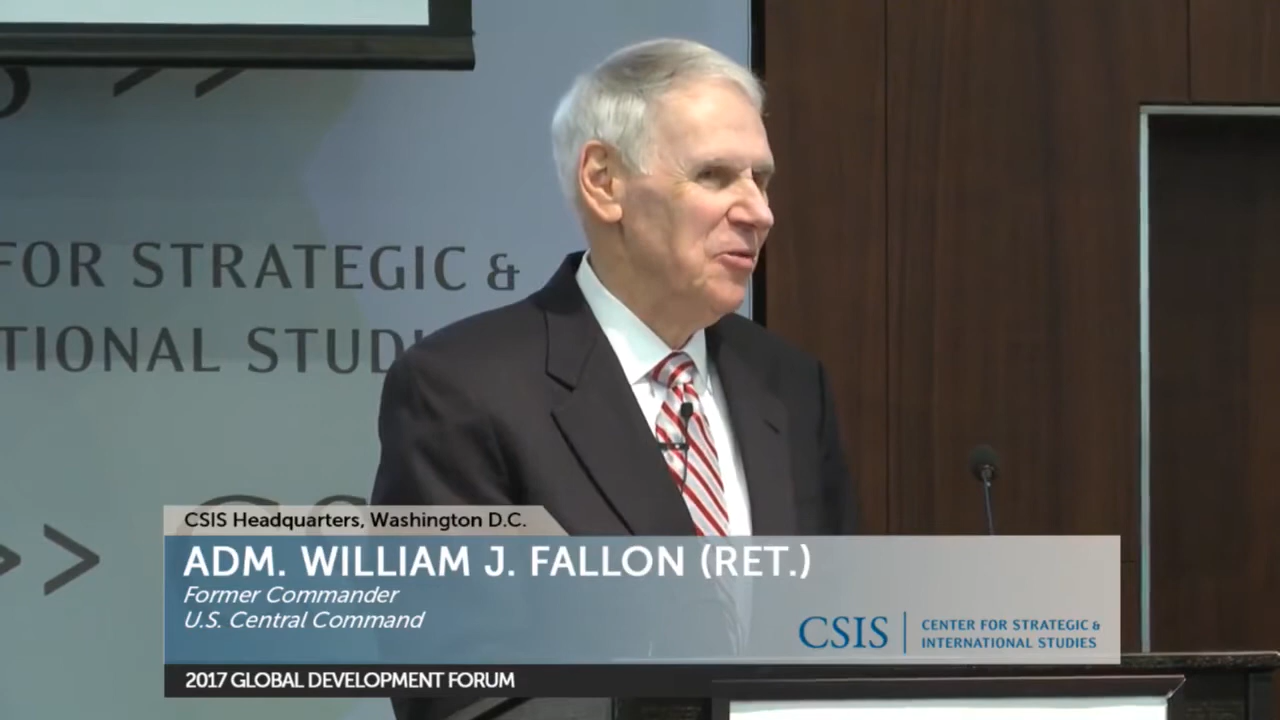 FOR STRATEGIC &
TIONAL STUD
CSIS Headquarters, Washington D.C.
ADM. WILLIAM J. FALLON (RET.)
Former Commander
U.S. Central Command
CSIS
CENTER FOR STRATEGIC &
INTERNATIONAL STUDIES
2017 GLOBAL DEVELOPMENT FORUM